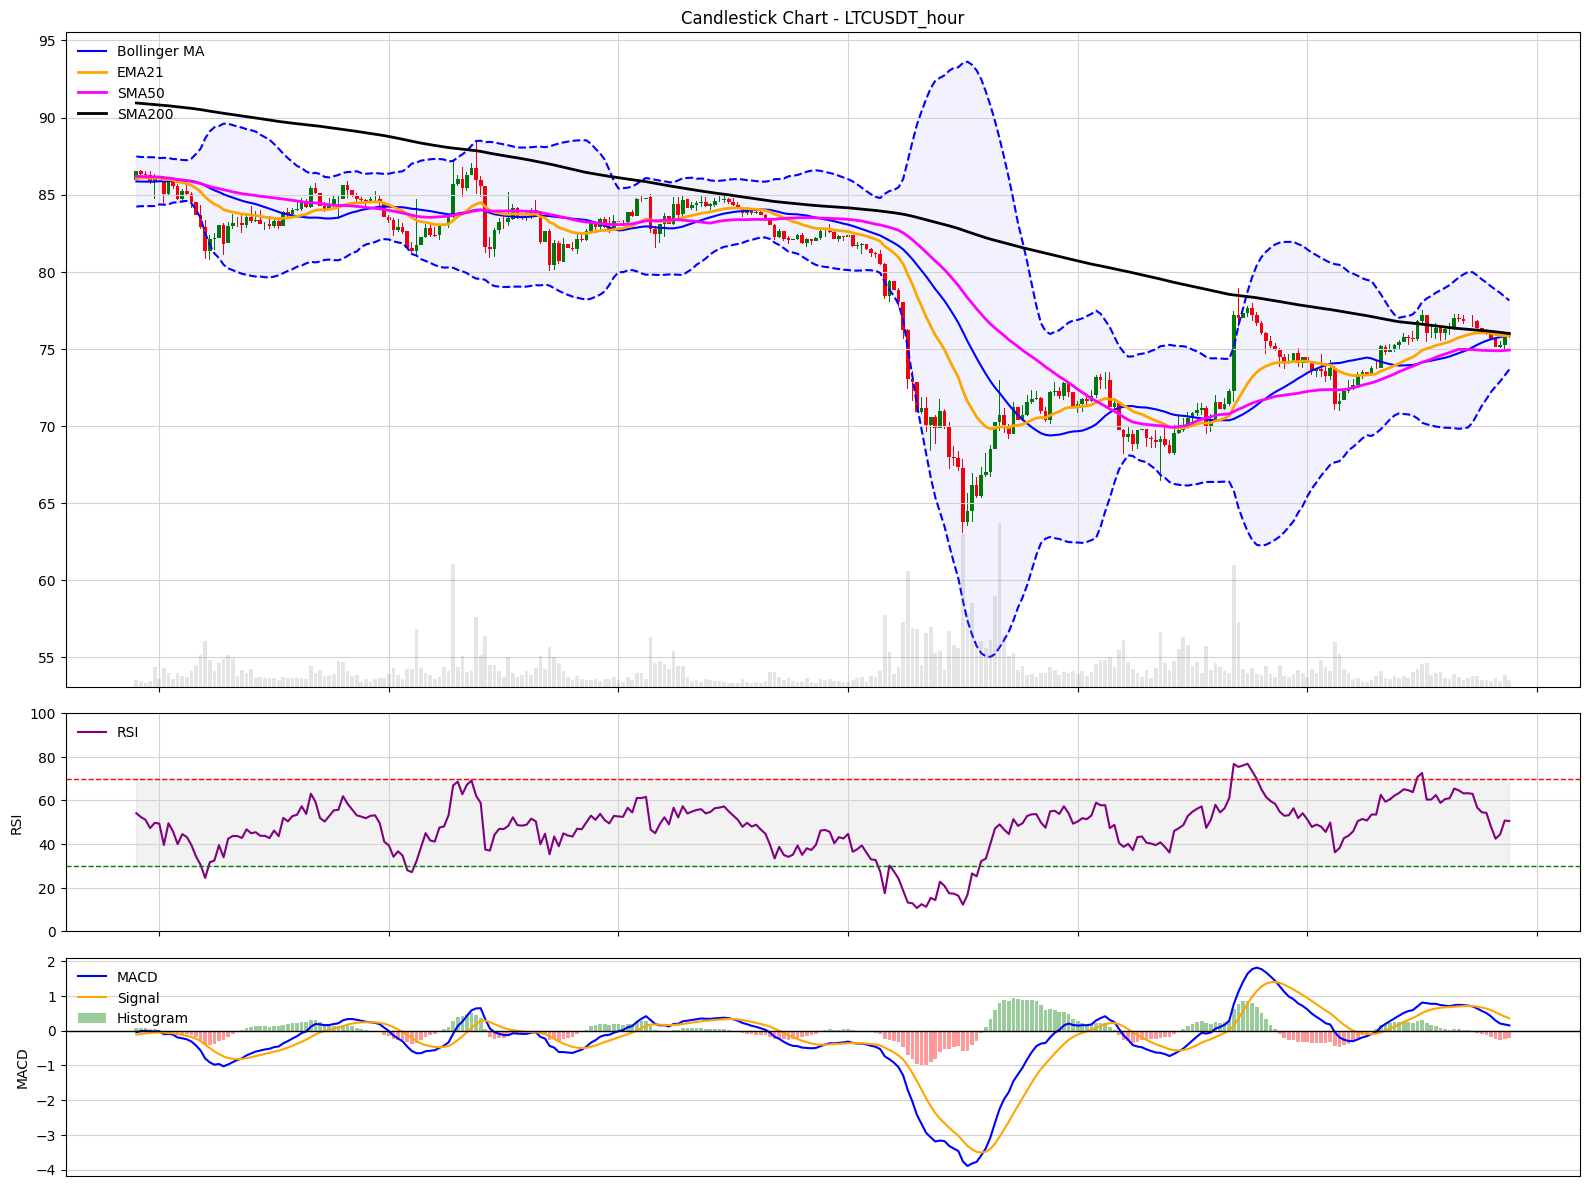 Candlestick Chart - LTCUSDT_hour
95
90
85
80
75
70
65
60
55
Bollinger MA
EMA21
SMA50
SMA200
100
80
60
40
20
0
RSI
RSI
2
1
0
−1
−2
−3
−4
MACD
MACD
Signal
Histogram